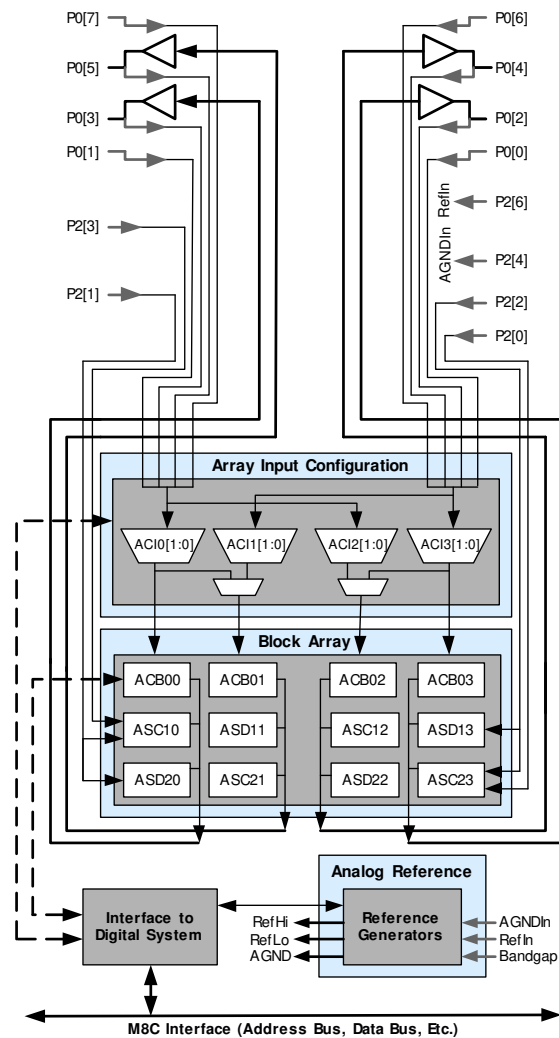 P0[7] P0[6]
P0[5] P0[4]
P0[3] P0[2]
P0[1] P0[0]
AGNDIn RefIn
P2[6]
P2[3]
P2[4]
P2[1]
P2[2]
P2[0]
Array Input Configuration
ACI0[1:0] ACI1[1:0] ACI2[1:0] ACI3[1:0]
Block Array
ACB00 ACB01 ACB02 ACB03
ASC10 ASD11 ASC12 ASD13
ASD20 ASC21 ASD22 ASC23
Analog Reference
Interface to
Digital System
RefHi
RefLo
AGND
Reference
Generators
AGNDIn
RefIn
Bandgap
M8C Interface (Address Bus, Data Bus, Etc.)